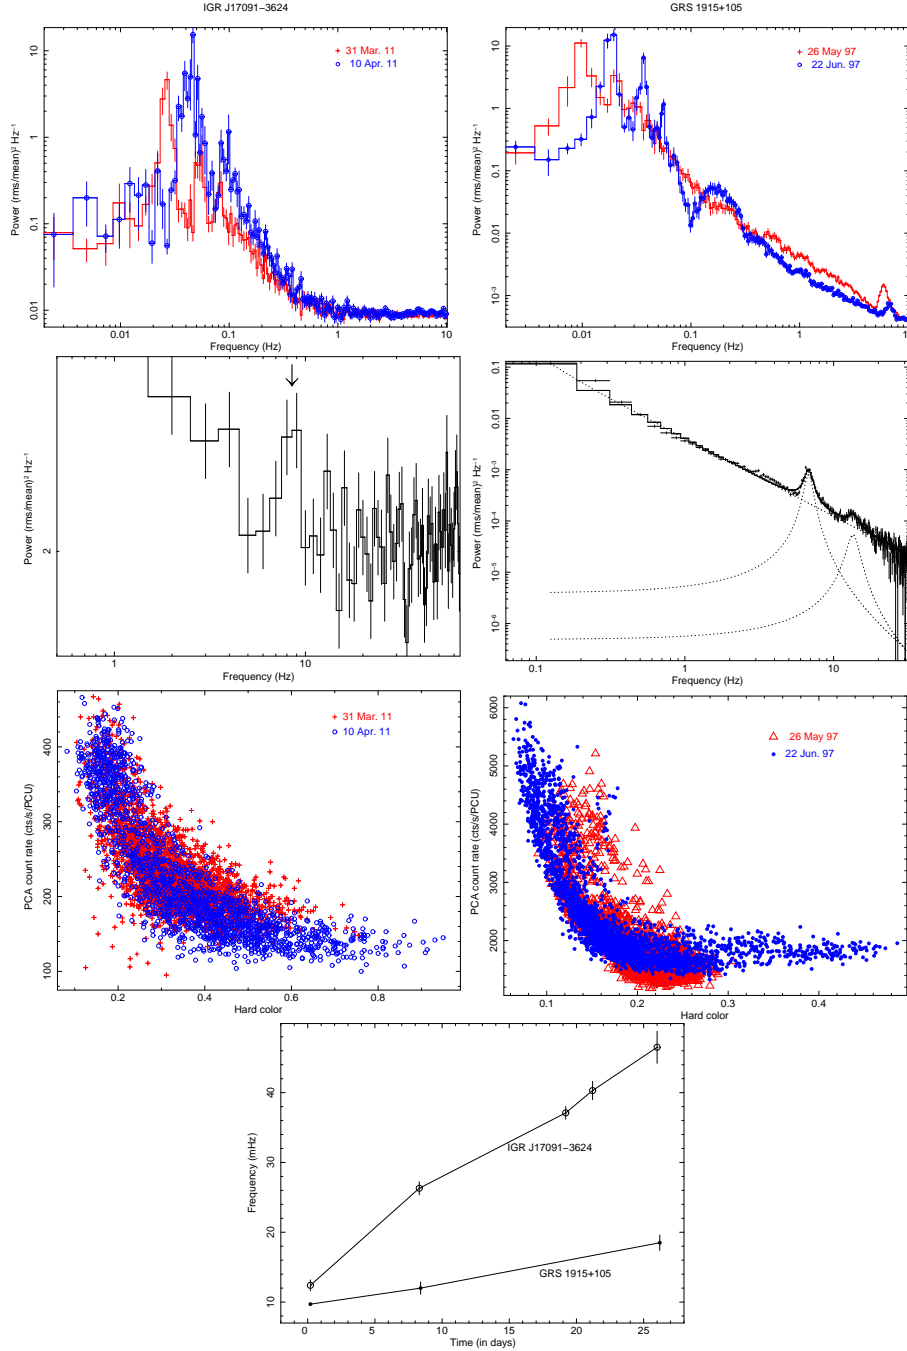 IGR J17091−3624
GRS 1915+105
31 Mar. 11
10 Apr. 11
Power (rms/mean)² Hz⁻¹
10
1
0.1
0.01
0.01
0.1
1
10
Frequency (Hz)
26 May 97
22 Jun. 97
Power (rms/mean)² Hz⁻¹
10
1
0.1
0.01
10⁻³
0.01
0.1
1
1
Frequency (Hz)
Power (rms/mean)² Hz⁻¹
2
1
10
Frequency (Hz)
Power (rms/mean)² Hz⁻¹
0.1
0.01
10⁻³
10⁻⁴
10⁻⁵
10⁻⁶
0.1
1
10
Frequency (Hz)
31 Mar. 11
10 Apr. 11
PCA count rate (cts/s/PCU)
400
300
200
100
0.2
0.4
0.6
0.8
Hard color
26 May 97
22 Jun. 97
PCA count rate (cts/s/PCU)
6000
5000
4000
3000
2000
0.1
0.2
0.3
0.4
Hard color
Frequency (mHz)
40
30
20
10
IGR J17091−3624
GRS 1915+105
0
5
10
15
20
25
Time (in days)